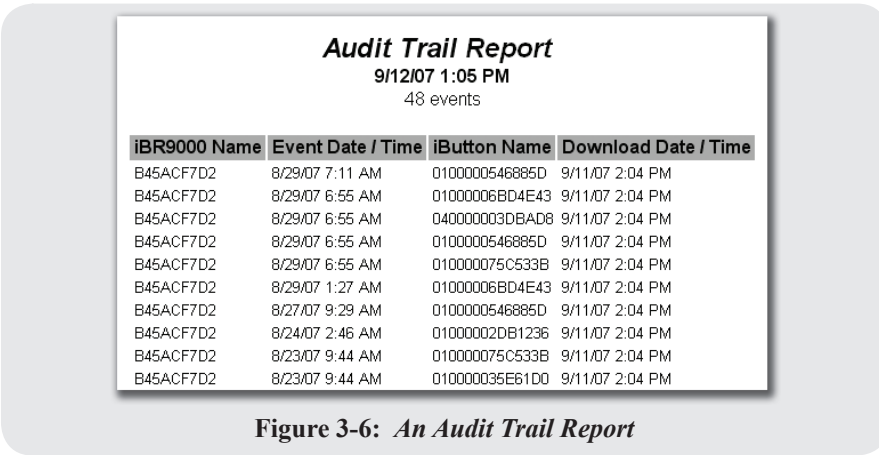 Audit Trail Report
9/12/07 1:05 PM
48 events
iBR9000 Name Event Date / Time iButton Name Download Date / Time
B45ACF7D2 8/29/07 7:11 AM 0100000546885D 9/11/07 2:04 PM
B45ACF7D2 8/29/07 6:55 AM 01000006BD4E43 9/11/07 2:04 PM
B45ACF7D2 8/29/07 6:55 AM 040000003DBAD8 9/11/07 2:04 PM
B45ACF7D2 8/29/07 6:55 AM 0100000546885D 9/11/07 2:04 PM
B45ACF7D2 8/29/07 6:55 AM 010000075C533B 9/11/07 2:04 PM
B45ACF7D2 8/29/07 1:27 AM 01000006BD4E43 9/11/07 2:04 PM
B45ACF7D2 8/27/07 9:29 AM 0100000546885D 9/11/07 2:04 PM
B45ACF7D2 8/24/07 2:46 AM 01000002DB1236 9/11/07 2:04 PM
B45ACF7D2 8/23/07 9:44 AM 010000075C533B 9/11/07 2:04 PM
B45ACF7D2 8/23/07 9:44 AM 010000035E61D0 9/11/07 2:04 PM
Figure 3-6: An Audit Trail Report